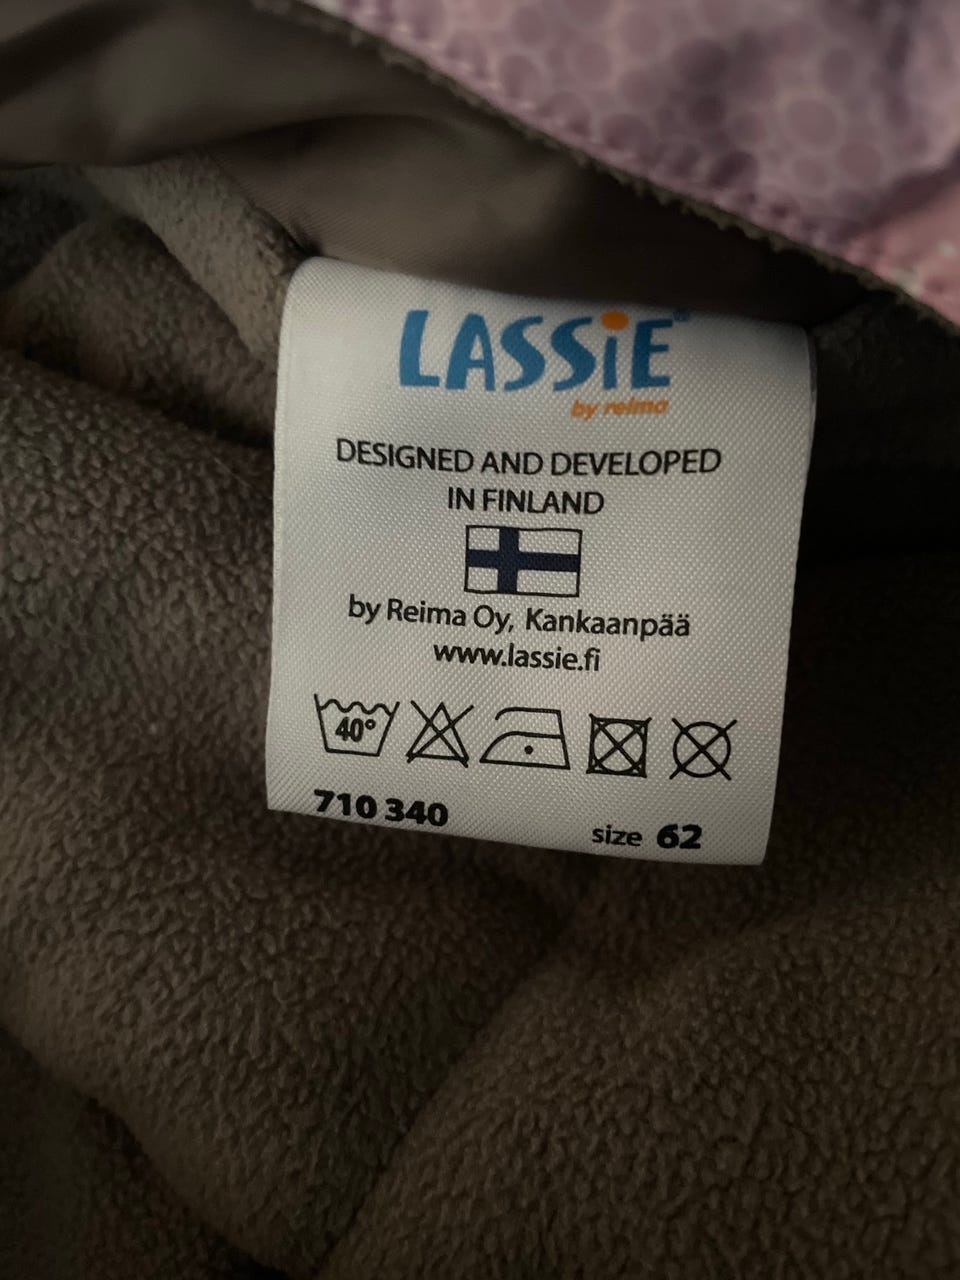 LASSiE
by reima
DESIGNED AND DEVELOPED
IN FINLAND
by Reima Oy, Kankaanpää
www.lassie.fi
40°
710 340
size 62